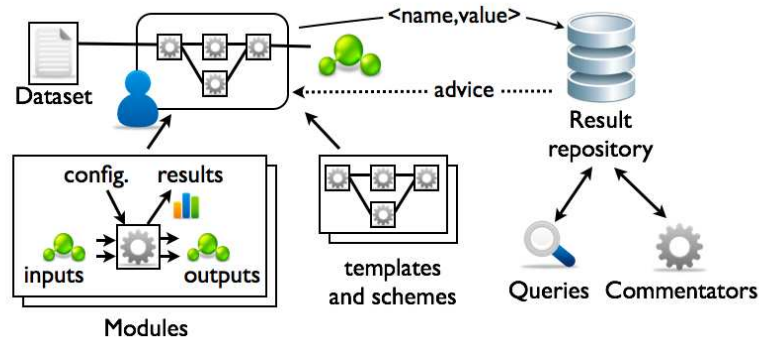 <name,value>
Dataset
advice
Result
repository
config.
results
inputs
outputs
templates
and schemes
Modules
Queries
Commentators